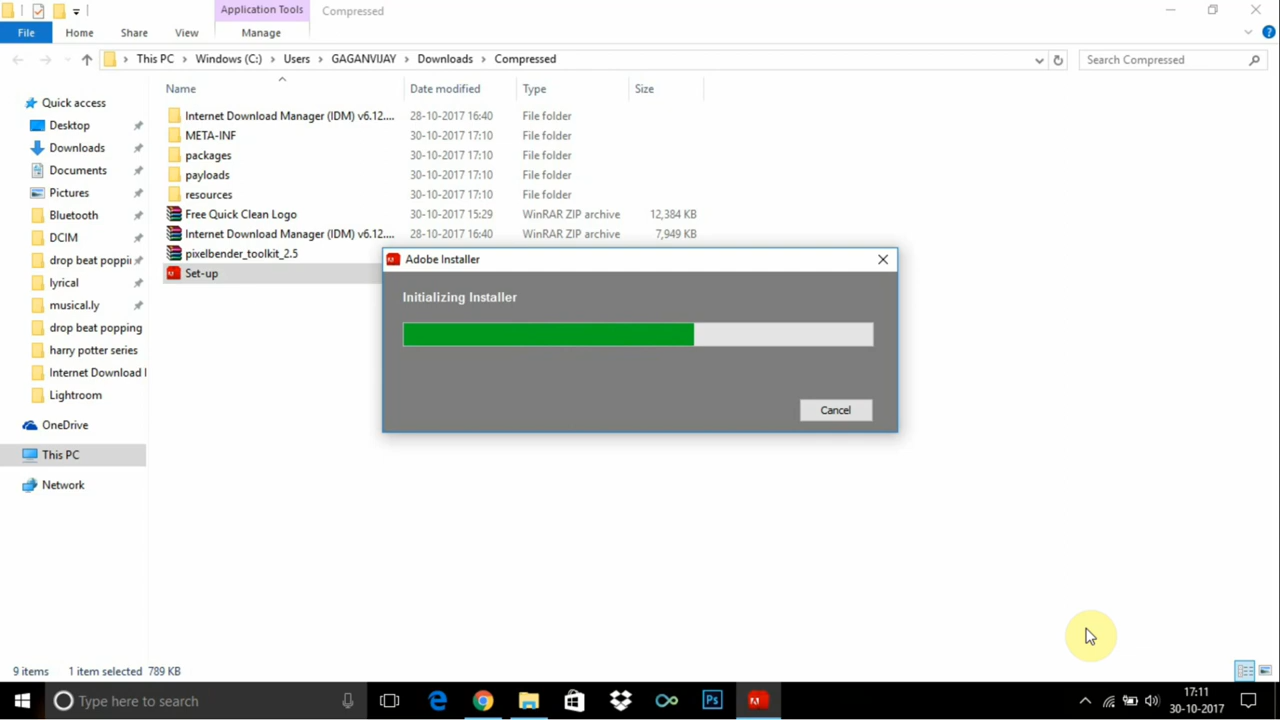 Application Tools
Compressed
File
Home
Share
View
Manage
This PC
Windows (C:)
Users
GAGANVIJAY
Downloads
Compressed
Search Compressed
Name
Date modified
Type
Size
Quick access
Desktop
Downloads
Documents
Pictures
Bluetooth
DCIM
drop beat poppi
lyrical
musical.ly
drop beat popping
harry potter series
Internet Download I
Lightroom
OneDrive
This PC
Network
Internet Download Manager (IDM) v6.12.... 28-10-2017 16:40 File folder
META-INF 30-10-2017 17:10 File folder
packages 30-10-2017 17:10 File folder
payloads 30-10-2017 17:10 File folder
resources 30-10-2017 17:10 File folder
Free Quick Clean Logo 30-10-2017 15:29 WinRAR ZIP archive 12,384 KB
Internet Download Manager (IDM) v6.12.... 28-10-2017 16:40 WinRAR ZIP archive 7,949 KB
pixelbender_toolkit_2.5
Set-up
Adobe Installer
Initializing Installer
Cancel
9 items 1 item selected 789 KB
Type here to search
Ps
17:11
30-10-2017